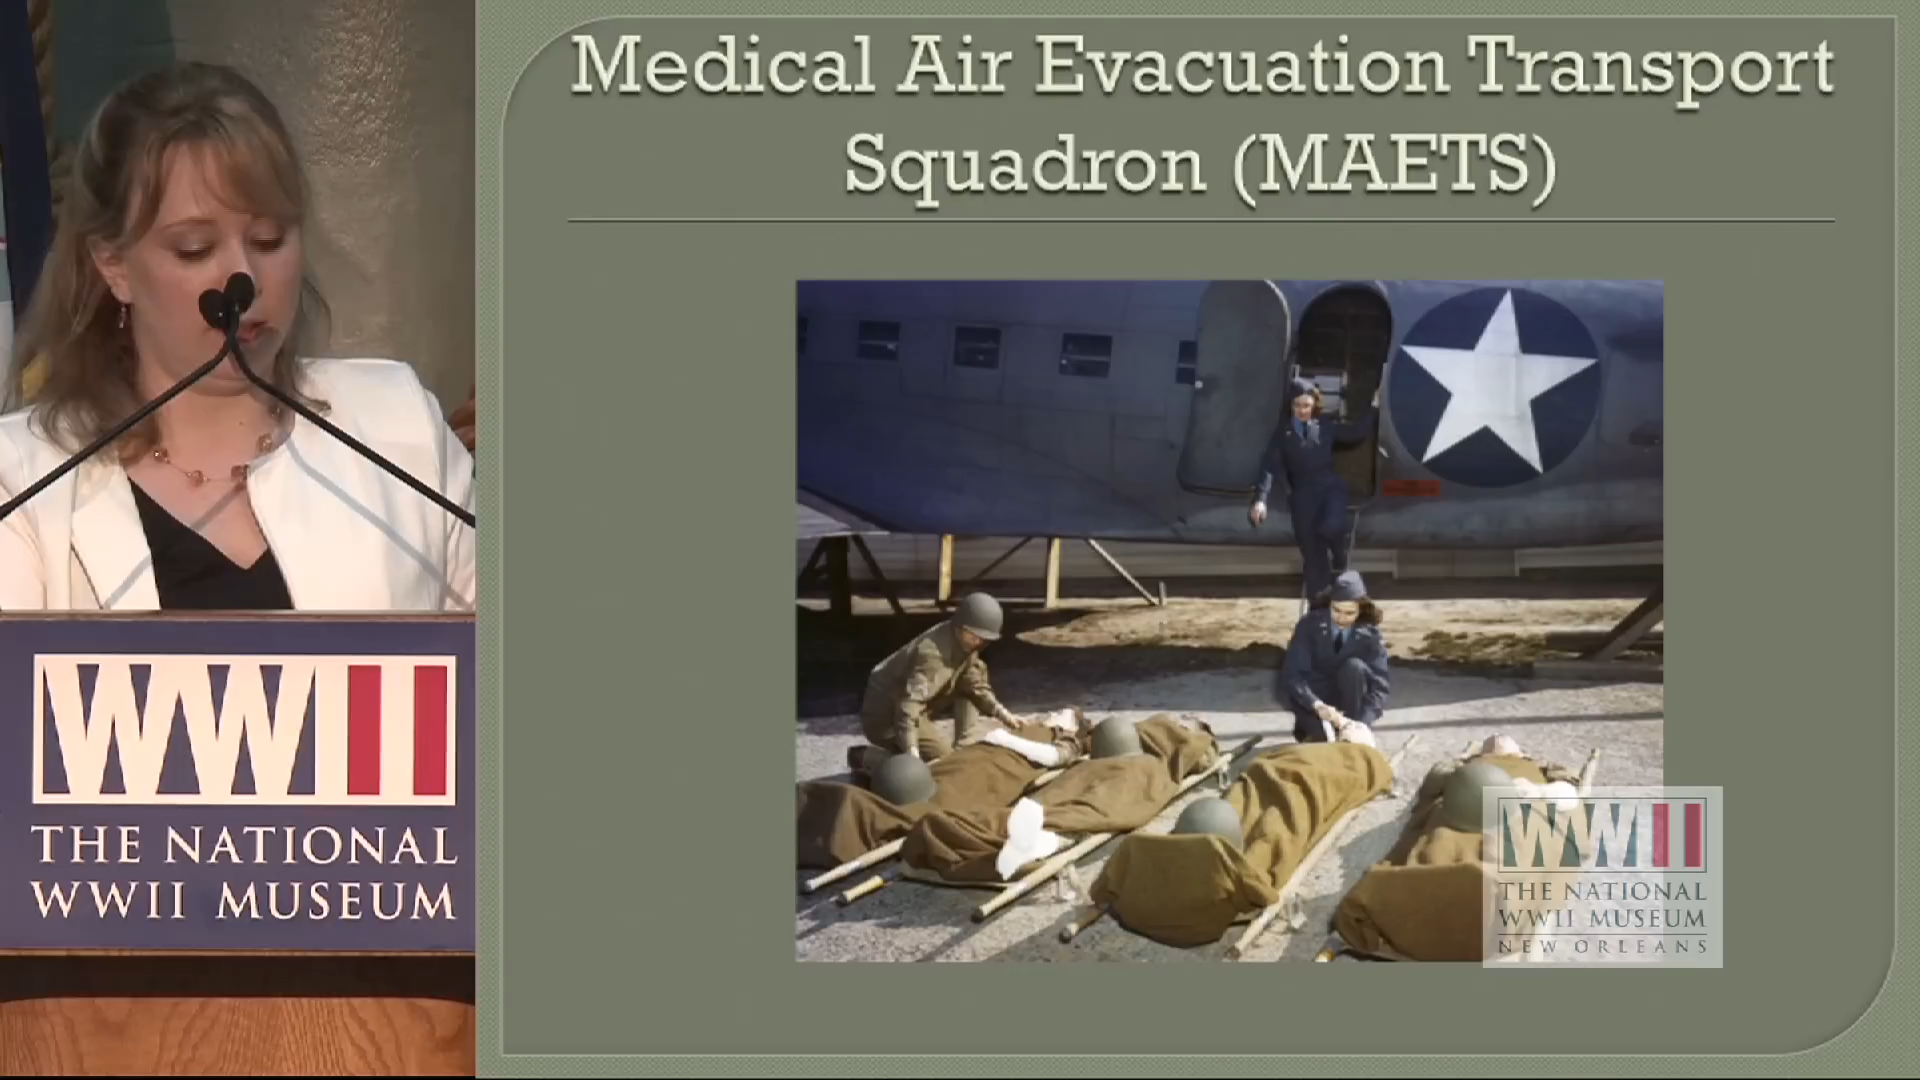 Medical Air Evacuation Transport
Squadron (MAETS)
WWII
THE NATIONAL
WWII MUSEUM
WWII
THE NATIONAL
WWII MUSEUM
NEW ORLEANS